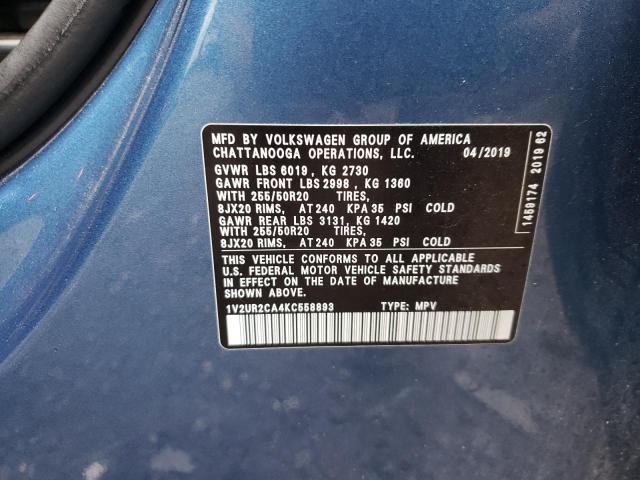 MFD BY VOLKSWAGEN GROUP OF AMERICA
CHATTANOOGA OPERATIONS, LLC. 04/2019
GVWR LBS 6019, KG 2730
GAWR FRONT LBS 2998, KG 1360
WITH 255/50R20 TIRES,
8JX20 RIMS, AT 240 KPA 35 PSI COLD
GAWR REAR LBS 3131, KG 1420
WITH 255/50R20 TIRES,
8JX20 RIMS, AT 240 KPA 35 PSI COLD
THIS VEHICLE CONFORMS TO ALL APPLICABLE
U.S. FEDERAL MOTOR VEHICLE SAFETY STANDARDS
IN EFFECT ON THE DATE OF MANUFACTURE
SHOWN ABOVE.
1V2UR2CA4KC558893 TYPE: MPV
1459174 2019 62